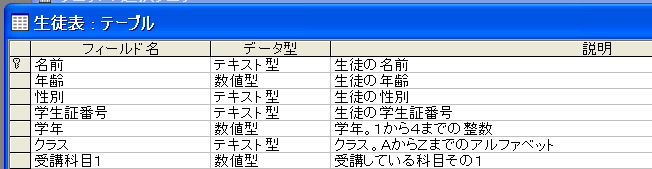 生徒表 : テーブル
フィールド名 データ型 説明
名前 テキスト型 生徒の名前
年齢 数値型 生徒の年齢
性別 テキスト型 生徒の性別
学生証番号 テキスト型 生徒の学生証番号
学年 数値型 学年。1から4までの整数
クラス テキスト型 クラス。AからZまでのアルファベット
受講科目1 数値型 受講している科目その1